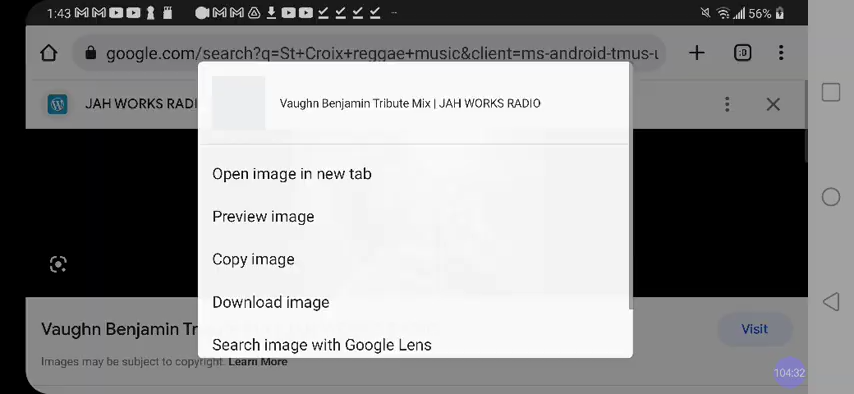 1:43
56%
google.com/search?q=St+Croix+reggae+music&client=ms-android-tmus-u
:D
JAH WORKS RADI
Vaughn Benjamin Tribute Mix | JAH WORKS RADIO
Open image in new tab
Preview image
Copy image
Download image
Search image with Google Lens
Vaughn Benjamin Tr
Visit
Images may be subject to copyright. Learn More
104:32